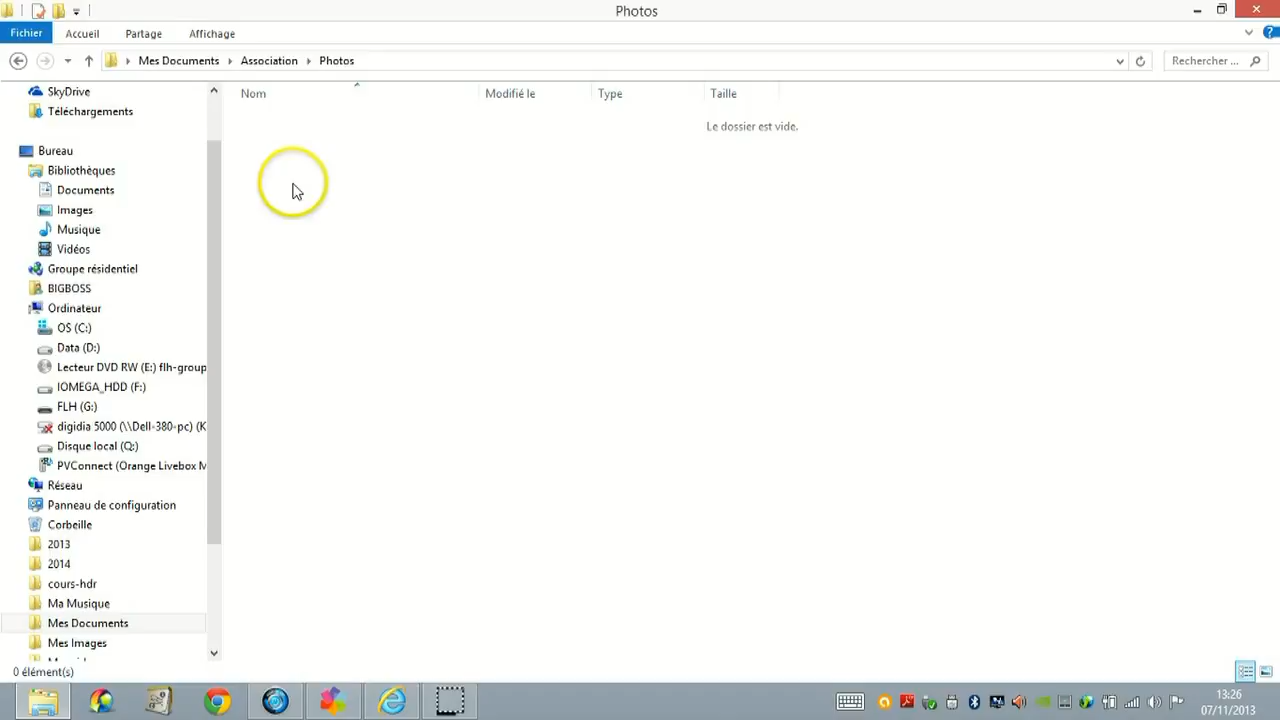 Photos
Fichier Accueil Partage Affichage
Mes Documents Association Photos Rechercher ...
Nom Modifié le Type Taille
Le dossier est vide.
SkyDrive
Téléchargements
Bureau
Bibliothèques
Documents
Images
Musique
Vidéos
Groupe résidentiel
BIGBOSS
Ordinateur
OS (C:)
Data (D:)
Lecteur DVD RW (E:) flh-group
IOMEGA_HDD (F:)
FLH (G:)
digidia 5000 (\\Dell-380-pc) (K
Disque local (Q:)
PVConnect (Orange Livebox M
Réseau
Panneau de configuration
Corbeille
2013
2014
cours-hdr
Ma Musique
Mes Documents
Mes Images
0 élément(s)
13:26
07/11/2013